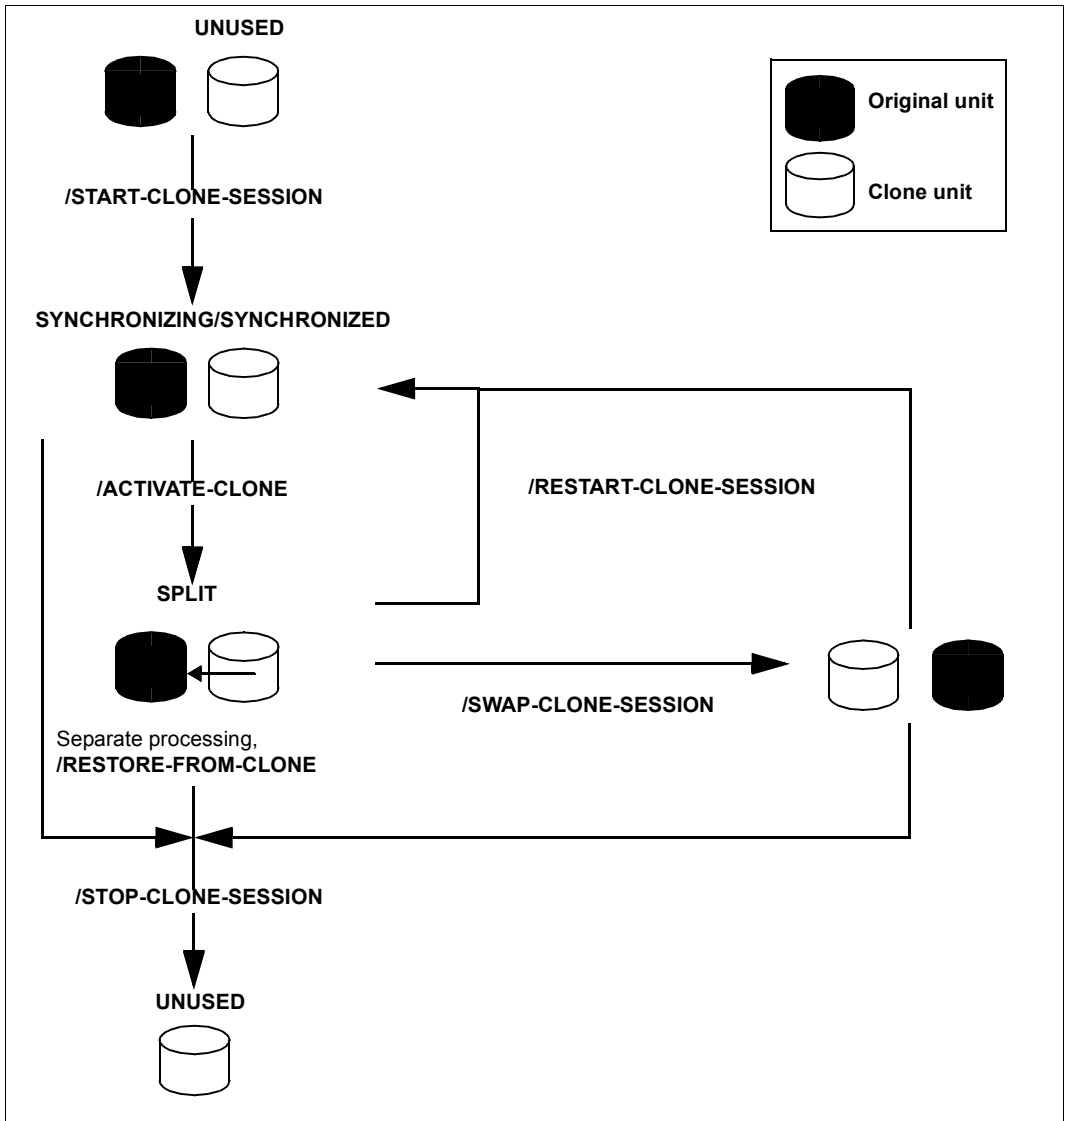 UNUSED
Original unit
Clone unit
/START-CLONE-SESSION
SYNCHRONIZING/SYNCHRONIZED
/ACTIVATE-CLONE
/RESTART-CLONE-SESSION
SPLIT
/SWAP-CLONE-SESSION
Separate processing,
/RESTORE-FROM-CLONE
/STOP-CLONE-SESSION
UNUSED